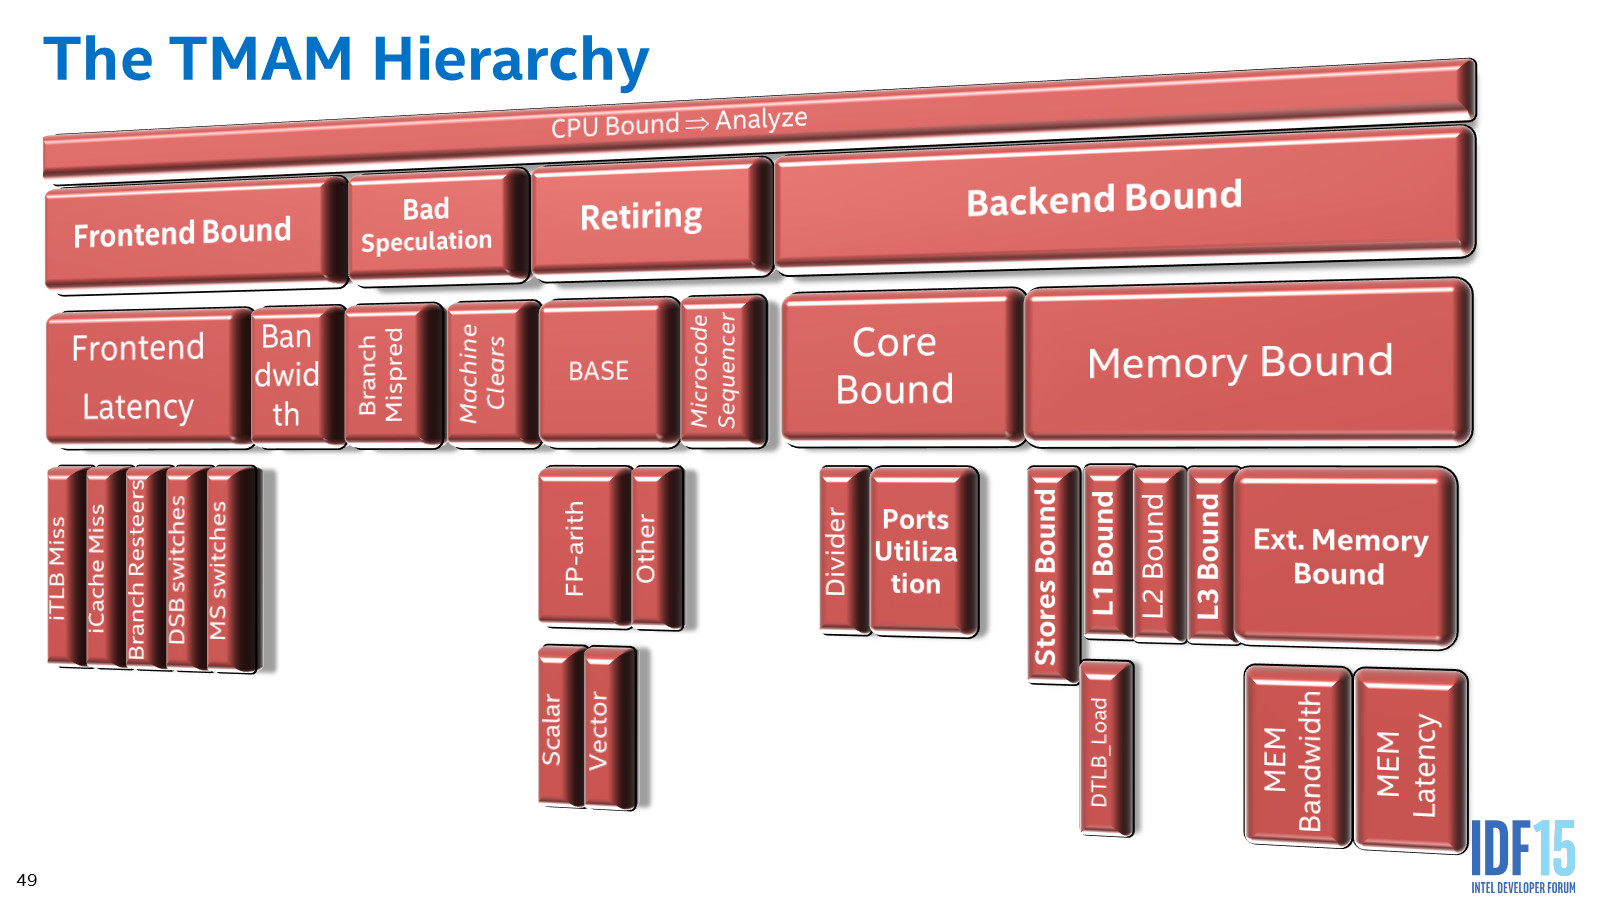 The TMAM Hierarchy
CPU Bound ⇒ Analyze
Frontend Bound
Bad
Speculation
Retiring
Backend Bound
Frontend
Latency
Ban
dwid
th
Branch
Mispred
Machine
Clears
BASE
Microcode
Sequencer
Core
Bound
Memory Bound
iTLB Miss
iCache Miss
Branch Resteers
DSB switches
MS switches
FP-arith
Other
Divider
Ports
Utiliza
tion
Stores Bound
L1 Bound
L2 Bound
L3 Bound
Ext. Memory
Bound
Scalar
Vector
DTLB_Load
MEM
Bandwidth
MEM
Latency
49
IDF15
INTEL DEVELOPER FORUM